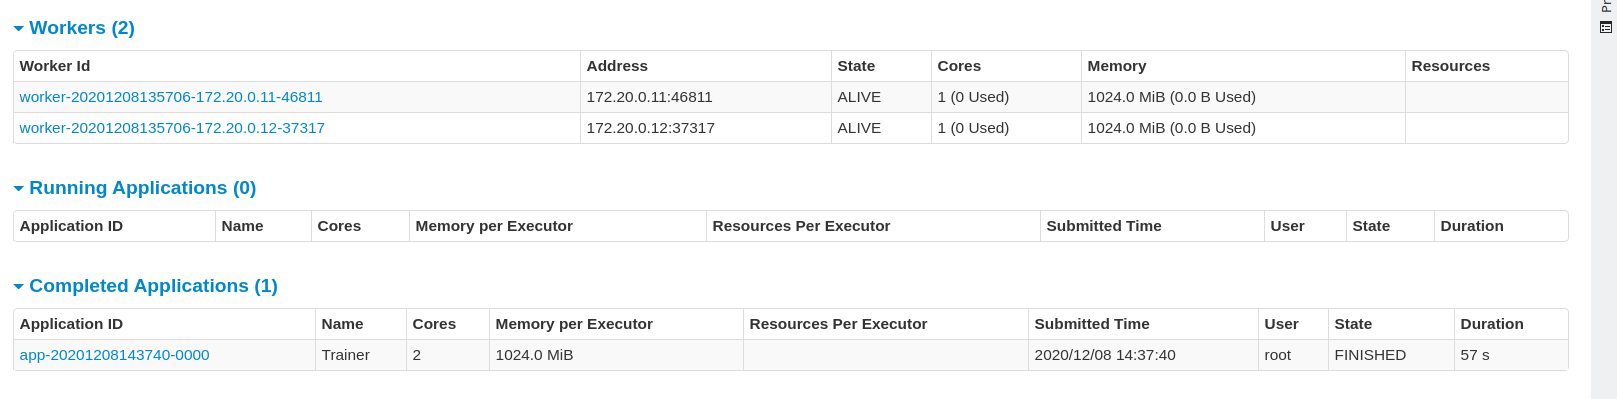 Workers (2)
Worker Id Address State Cores Memory Resources
worker-20201208135706-172.20.0.11-46811 172.20.0.11:46811 ALIVE 1 (0 Used) 1024.0 MiB (0.0 B Used)
worker-20201208135706-172.20.0.12-37317 172.20.0.12:37317 ALIVE 1 (0 Used) 1024.0 MiB (0.0 B Used)
Running Applications (0)
Application ID Name Cores Memory per Executor Resources Per Executor Submitted Time User State Duration
Completed Applications (1)
Application ID Name Cores Memory per Executor Resources Per Executor Submitted Time User State Duration
app-20201208143740-0000 Trainer 2 1024.0 MiB 2020/12/08 14:37:40 root FINISHED 57 s